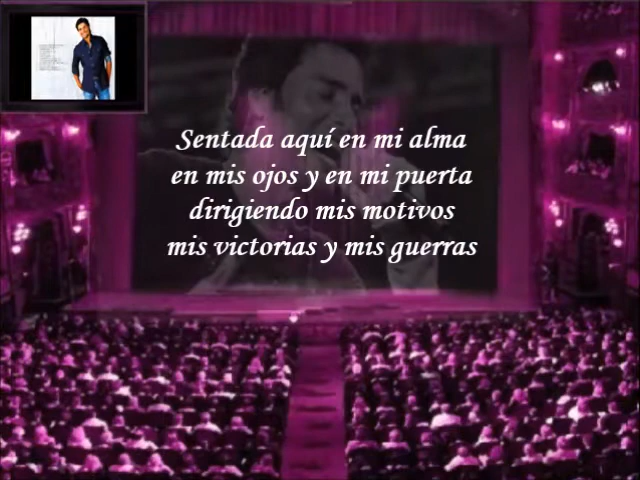 Sentada aquí en mi alma
en mis ojos y en mi puerta
dirigiendo mis motivos
mis victorias y mis guerras